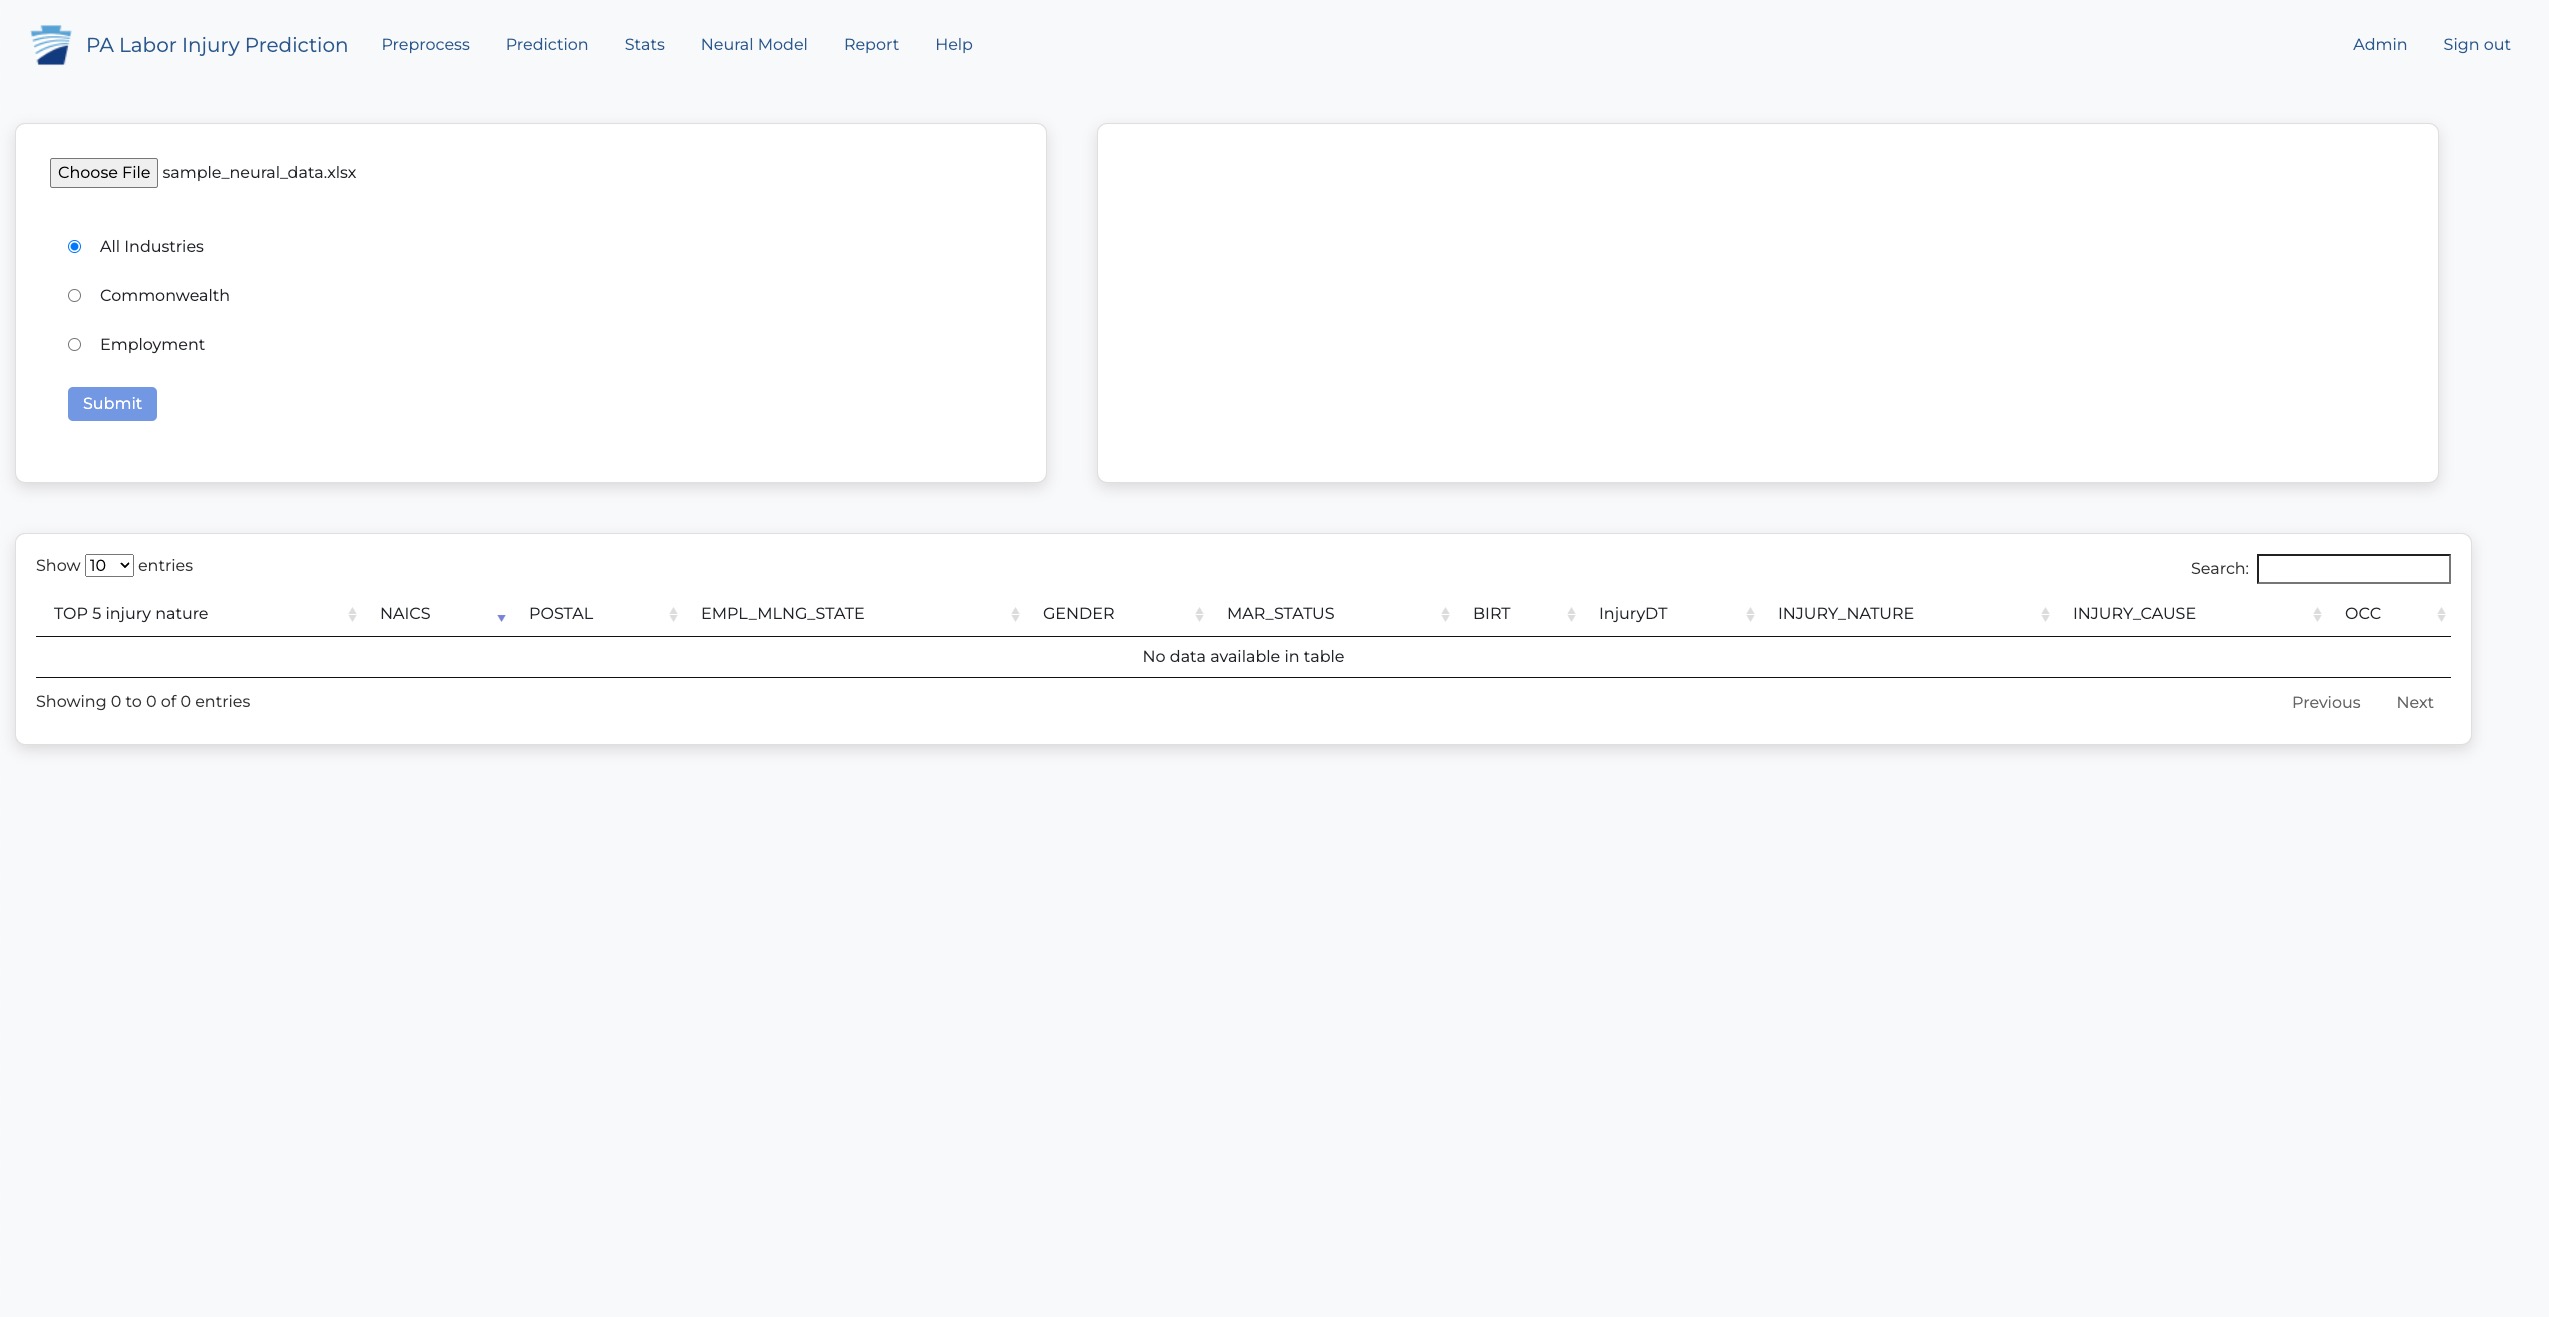 PA Labor Injury Prediction Preprocess Prediction Stats Neural Model Report Help Admin Sign out
Choose File sample_neural_data.xlsx
All Industries
Commonwealth
Employment
Submit
Show 10 entries Search:
TOP 5 injury nature NAICS POSTAL EMPL_MLNG_STATE GENDER MAR_STATUS BIRT InjuryDT INJURY_NATURE INJURY_CAUSE OCC
No data available in table
Showing 0 to 0 of 0 entries Previous Next